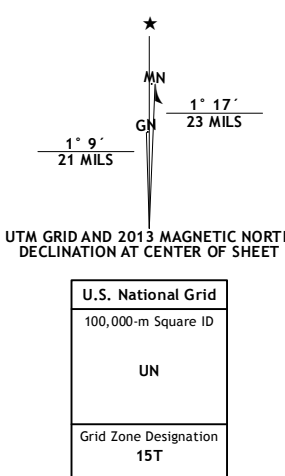 ★
MN
1° 17´
23 MILS
GN
1° 9´
21 MILS
UTM GRID AND 2013 MAGNETIC NORT
DECLINATION AT CENTER OF SHEET
U.S. National Grid
100,000-m Square ID
UN
Grid Zone Designation
15T